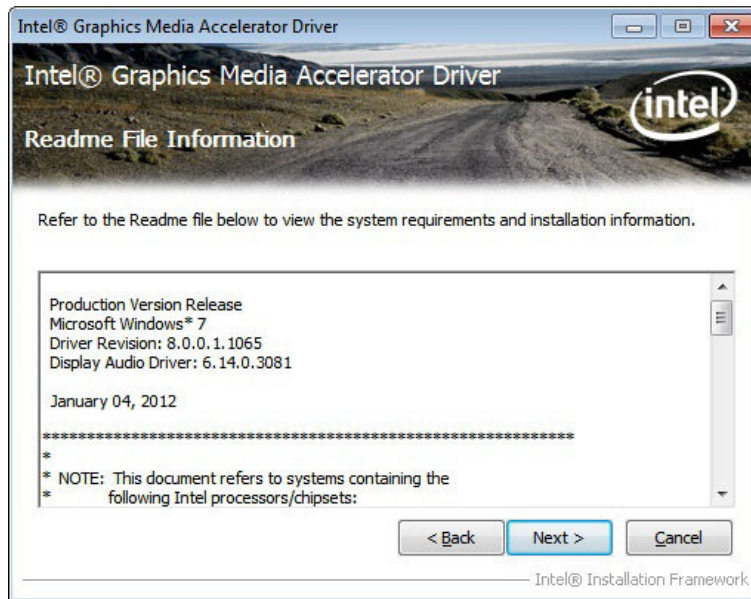 Intel® Graphics Media Accelerator Driver
Intel® Graphics Media Accelerator Driver
intel
Readme File Information
Refer to the Readme file below to view the system requirements and installation information.
Production Version Release
Microsoft Windows* 7
Driver Revision: 8.0.0.1.1065
Display Audio Driver: 6.14.0.3081
January 04, 2012
************************************************************
*
* NOTE: This document refers to systems containing the
* following Intel processors/chipsets:
< Back Next > Cancel
Intel® Installation Framework